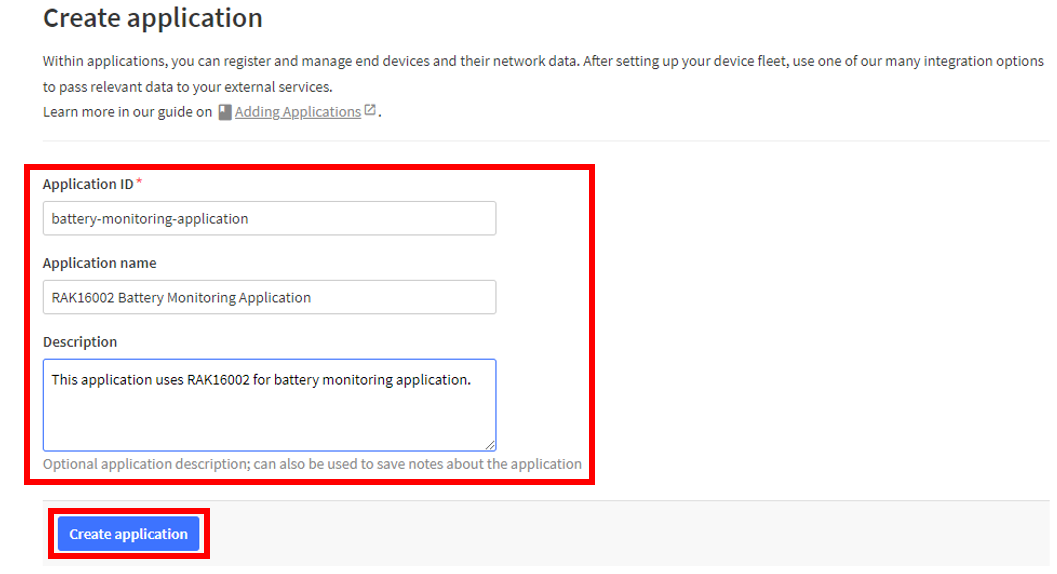 Create application
Within applications, you can register and manage end devices and their network data. After setting up your device fleet, use one of our many integration options
to pass relevant data to your external services.
Learn more in our guide on Adding Applications.
Application ID*
battery-monitoring-application
Application name
RAK16002 Battery Monitoring Application
Description
This application uses RAK16002 for battery monitoring application.
Optional application description; can also be used to save notes about the application
Create application